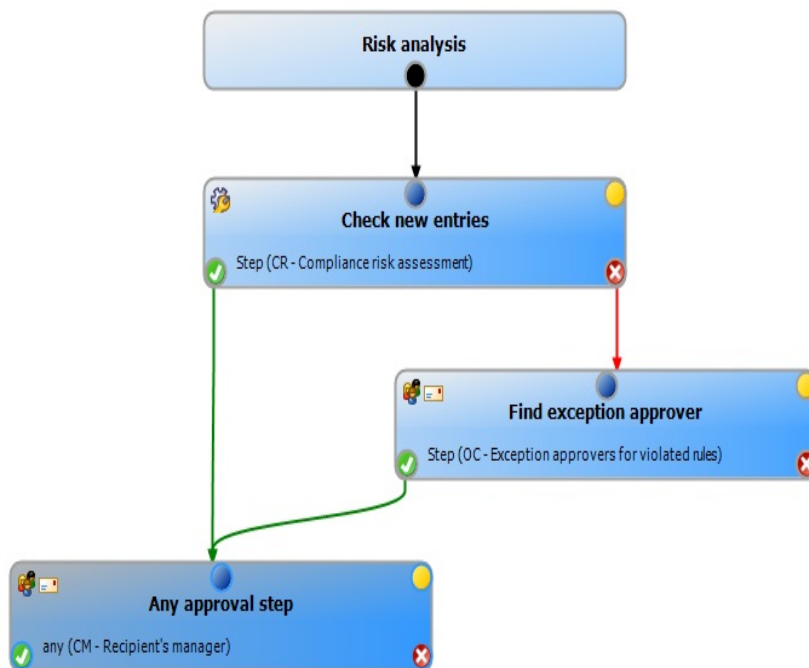 Risk analysis
Check new entries
Step (CR - Compliance risk assessment)
Find exception approver
Step (OC - Exception approvers for violated rules)
Any approval step
any (CM - Recipient's manager)